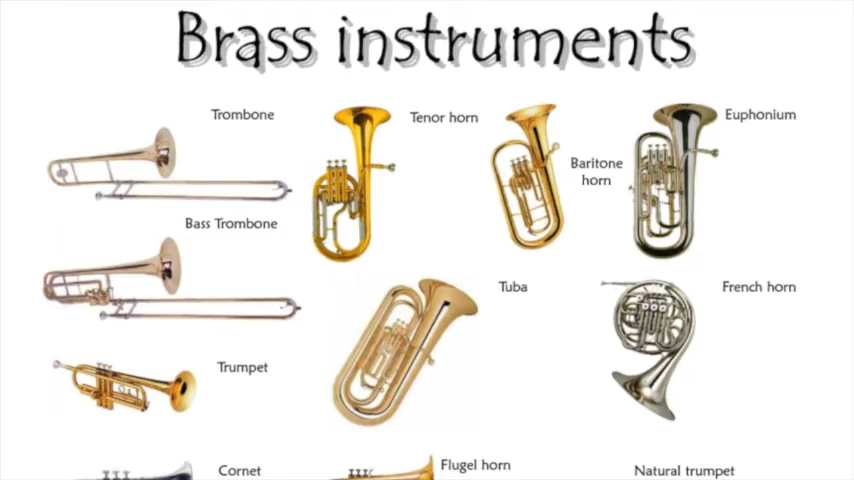 Brass instruments
Trombone
Tenor horn
Baritone
horn
Euphonium
Bass Trombone
Tuba
French horn
Trumpet
Cornet
Flugel horn
Natural trumpet